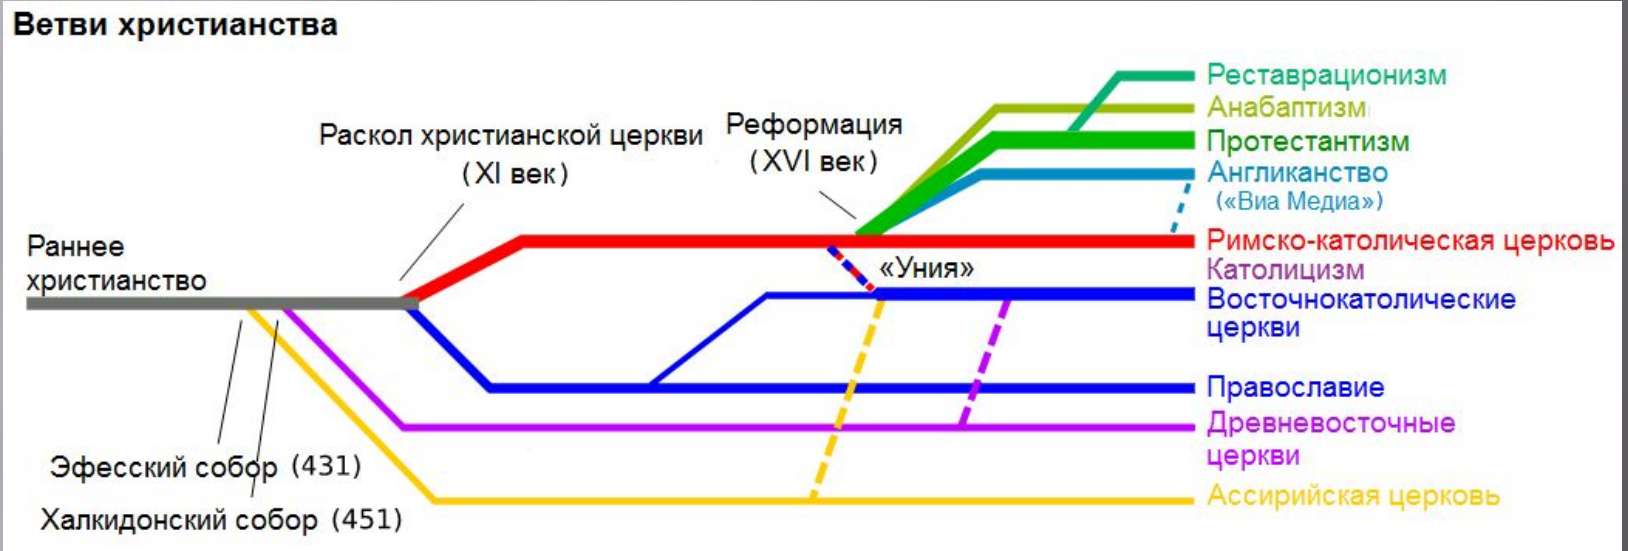 Ветви христианства
Раскол христианской церкви
(XI век)
Реформация
(XVI век)
Раннее
христианство
«Уния»
Эфесский собор (431)
Халкидонский собор (451)
Реставрационизм
Анабаптизм
Протестантизм
Англиканство
(«Виа Медиа»)
Римско-католическая церковь
Католицизм
Восточнокатолические
церкви
Православие
Древневосточные
церкви
Ассирийская церковь